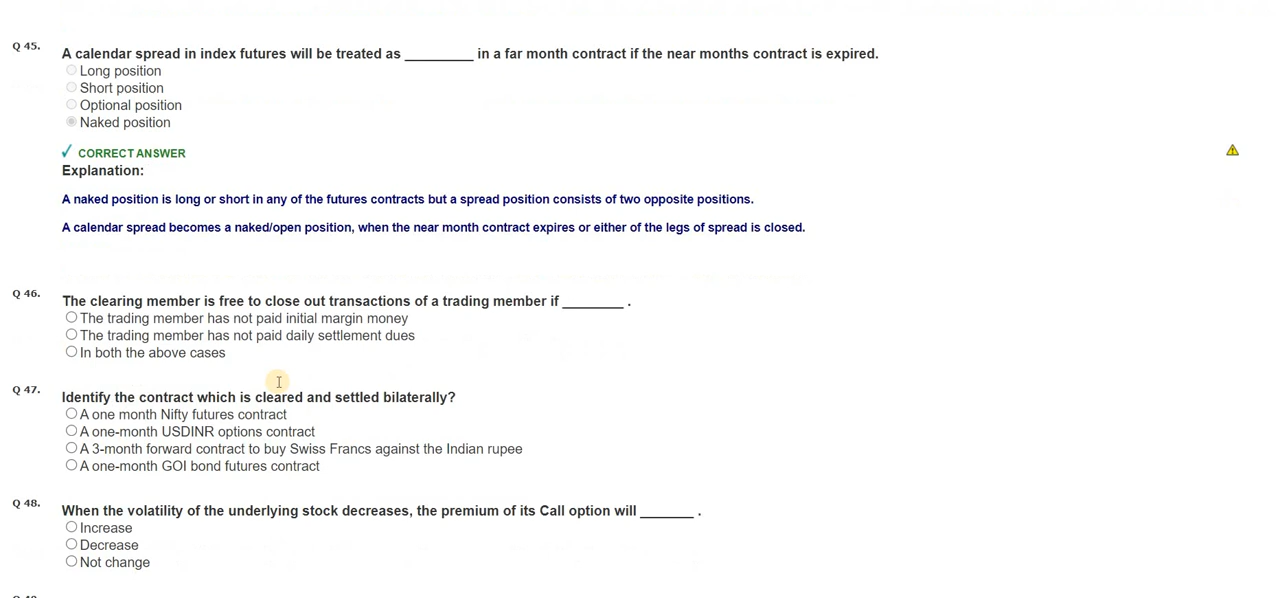 Q 45.
A calendar spread in index futures will be treated as _________ in a far month contract if the near months contract is expired.
Long position
Short position
Optional position
Naked position
✓ CORRECT ANSWER
Explanation:
A naked position is long or short in any of the futures contracts but a spread position consists of two opposite positions.
A calendar spread becomes a naked/open position, when the near month contract expires or either of the legs of spread is closed.
Q 46.
The clearing member is free to close out transactions of a trading member if ________ .
The trading member has not paid initial margin money
The trading member has not paid daily settlement dues
In both the above cases
Q 47.
Identify the contract which is cleared and settled bilaterally?
A one month Nifty futures contract
A one-month USDINR options contract
A 3-month forward contract to buy Swiss Francs against the Indian rupee
A one-month GOI bond futures contract
Q 48.
When the volatility of the underlying stock decreases, the premium of its Call option will _______ .
Increase
Decrease
Not change